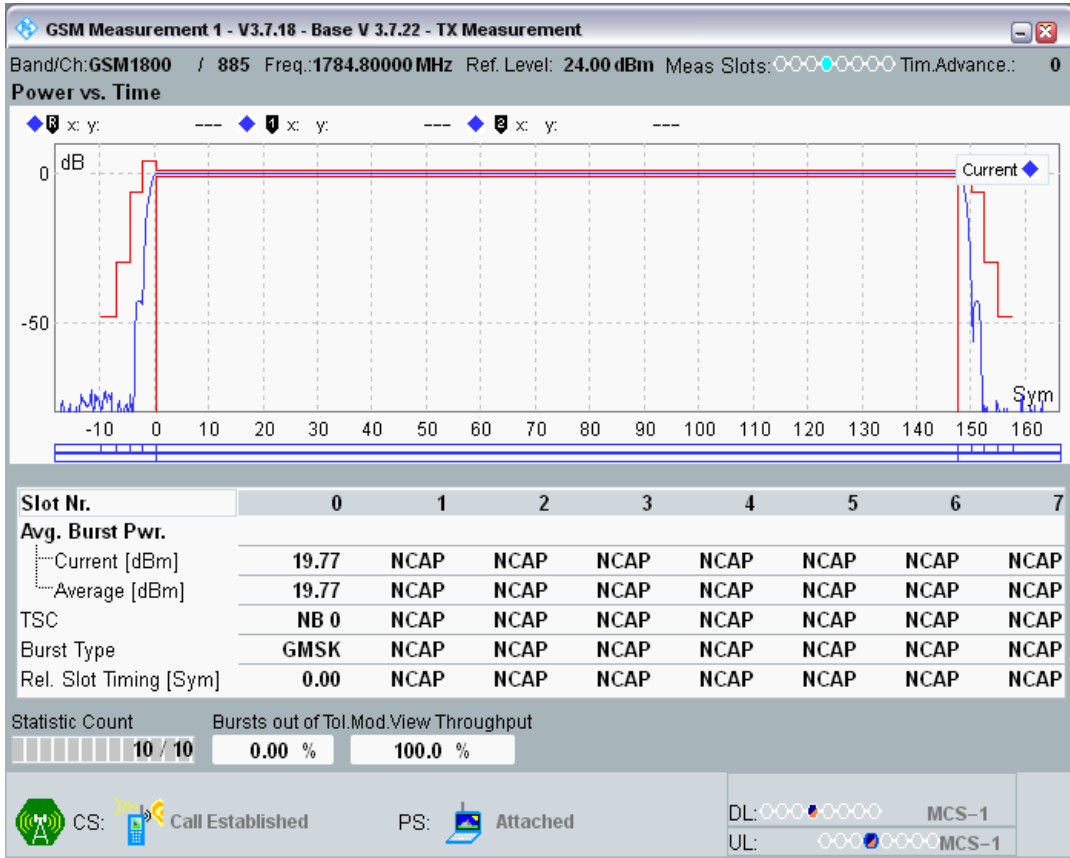 GSM Measurement 1 - V3.7.18 - Base V 3.7.22 - TX Measurement
Band/Ch:GSM1800 / 885 Freq.:1784.80000 MHz Ref. Level: 24.00 dBm Meas Slots: Tim.Advance.: 0
Power vs. Time
R x: y: --- 1 x: y: --- 2 x: y: ---
dB
Current
0
-50
Sym
-10 0 10 20 30 40 50 60 70 80 90 100 110 120 130 140 150 160
Slot Nr. 0 1 2 3 4 5 6 7
Avg. Burst Pwr.
Current [dBm] 19.77 NCAP NCAP NCAP NCAP NCAP NCAP NCAP
Average [dBm] 19.77 NCAP NCAP NCAP NCAP NCAP NCAP NCAP
TSC NB 0 NCAP NCAP NCAP NCAP NCAP NCAP NCAP
Burst Type GMSK NCAP NCAP NCAP NCAP NCAP NCAP NCAP
Rel. Slot Timing [Sym] 0.00 NCAP NCAP NCAP NCAP NCAP NCAP NCAP
Statistic Count Bursts out of Tol. Mod.View Throughput
10 / 10 0.00 % 100.0 %
CS: Call Established PS: Attached
DL: MCS-1
UL: MCS-1